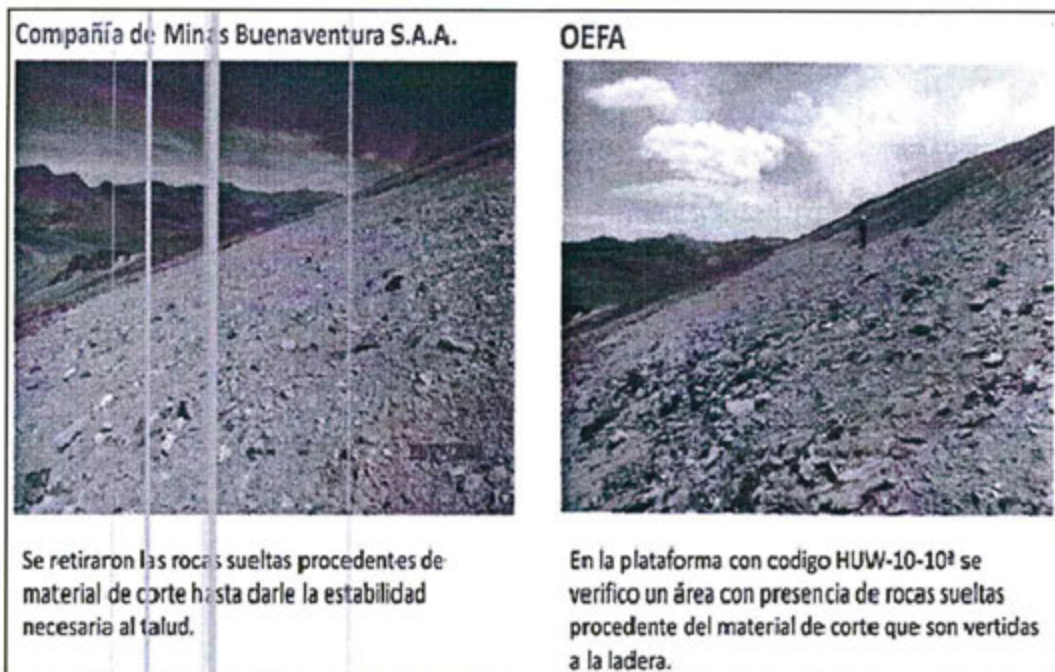 Compañía de Minas Buenaventura S.A.A.
Se retiraron las rocas sueltas procedentes de
material de corte hasta darle la estabilidad
necesaria al talud.
OEFA
En la plataforma con codigo HUW-10-10ª se
verifico un área con presencia de rocas sueltas
procedente del material de corte que son vertidas
a la ladera.